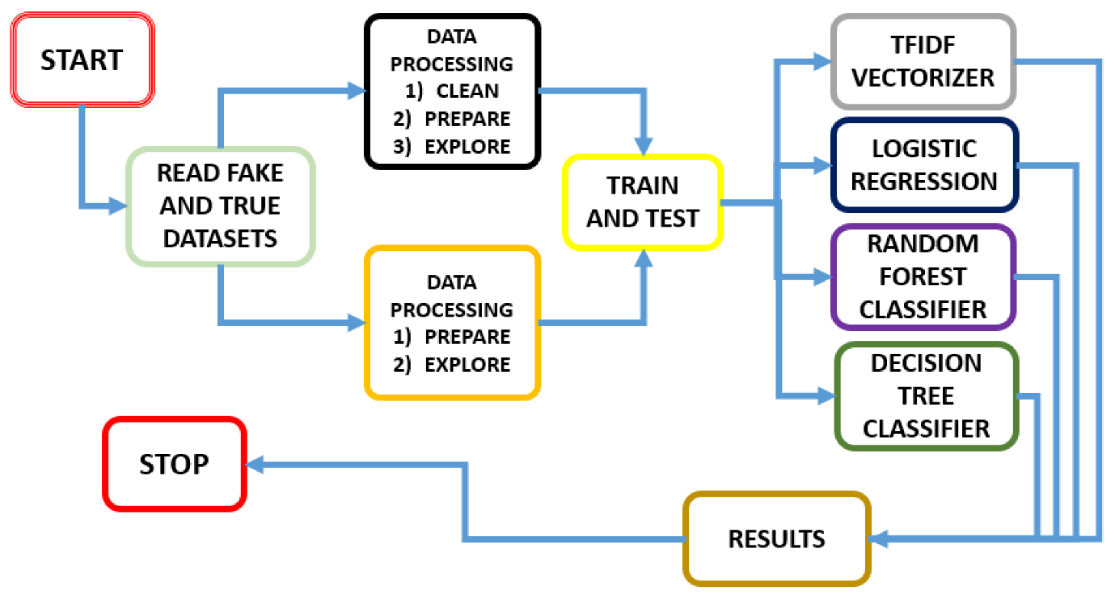 START
READ FAKE
AND TRUE
DATASETS
DATA
PROCESSING
1) CLEAN
2) PREPARE
3) EXPLORE
DATA
PROCESSING
1) PREPARE
2) EXPLORE
TRAIN
AND TEST
TFIDF
VECTORIZER
LOGISTIC
REGRESSION
RANDOM
FOREST
CLASSIFIER
DECISION
TREE
CLASSIFIER
RESULTS
STOP